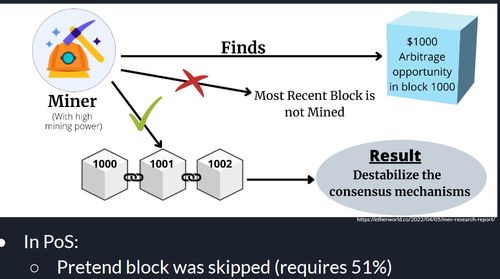 Finds
$1000
Arbitrage
opportunity
in block 1000
Miner
(With high
mining power)
Most Recent Block is
not Mined
1000
1001
1002
Result
Destabilize the
consensus mechanisms
https://etherworld.co/2022/04/05/mev-research-report/
In PoS:
Pretend block was skipped (requires 51%)